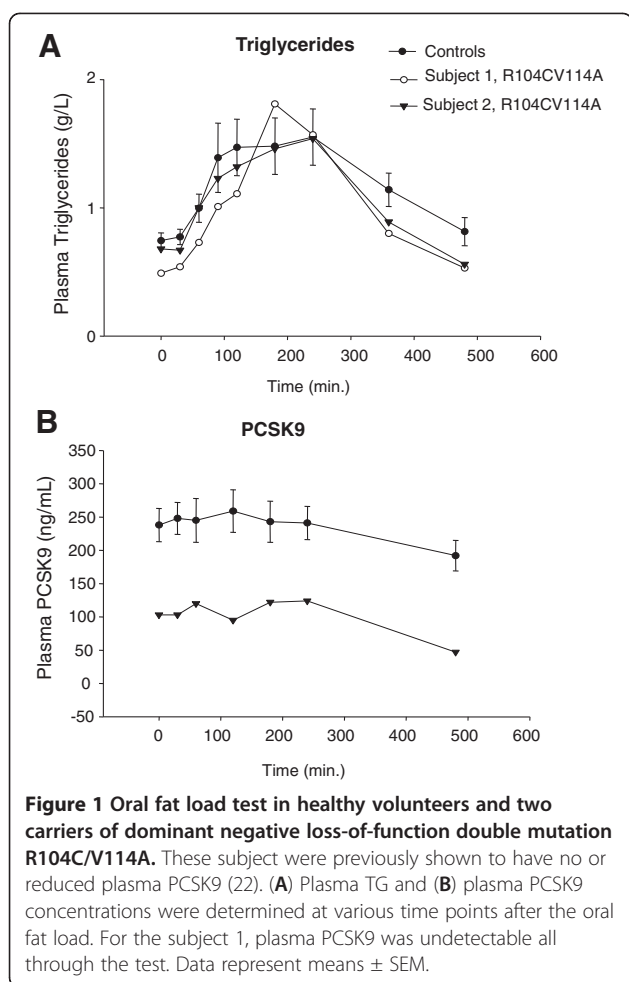 A
Triglycerides
Controls
Subject 1, R104CV114A
Subject 2, R104CV114A
Plasma Triglycerides (g/L)
2
1
0
0 100 200 300 400 500 600
Time (min.)
B
PCSK9
Plasma PCSK9 (ng/mL)
350
300
250
200
150
100
50
0
-50
0 100 200 300 400 500 600
Time (min.)
Figure 1 Oral fat load test in healthy volunteers and two
carriers of dominant negative loss-of-function double mutation
R104C/V114A. These subject were previously shown to have no or
reduced plasma PCSK9 (22). (A) Plasma TG and (B) plasma PCSK9
concentrations were determined at various time points after the oral
fat load. For the subject 1, plasma PCSK9 was undetectable all
through the test. Data represent means ± SEM.